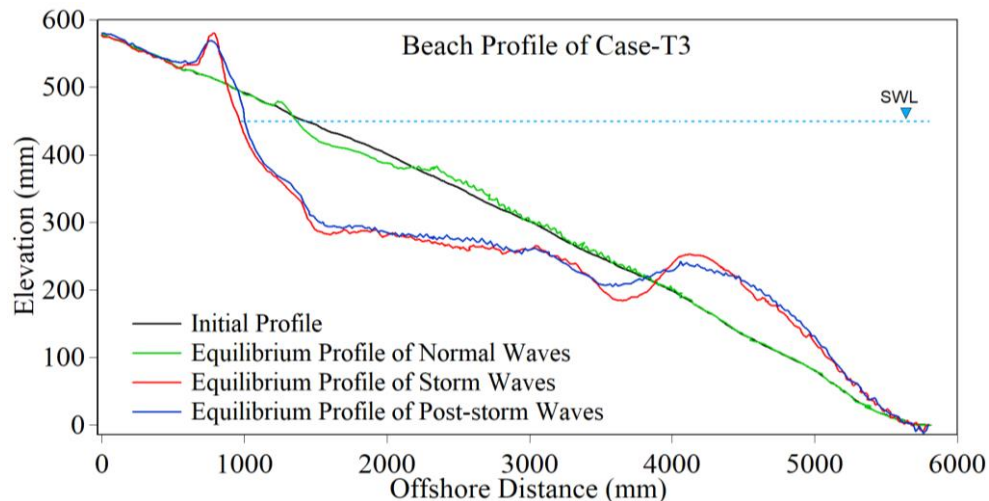 Beach Profile of Case-T3
SWL
600
500
400
300
200
100
0
Elevation (mm)
Initial Profile
Equilibrium Profile of Normal Waves
Equilibrium Profile of Storm Waves
Equilibrium Profile of Post-storm Waves
0 1000 2000 3000 4000 5000 6000
Offshore Distance (mm)